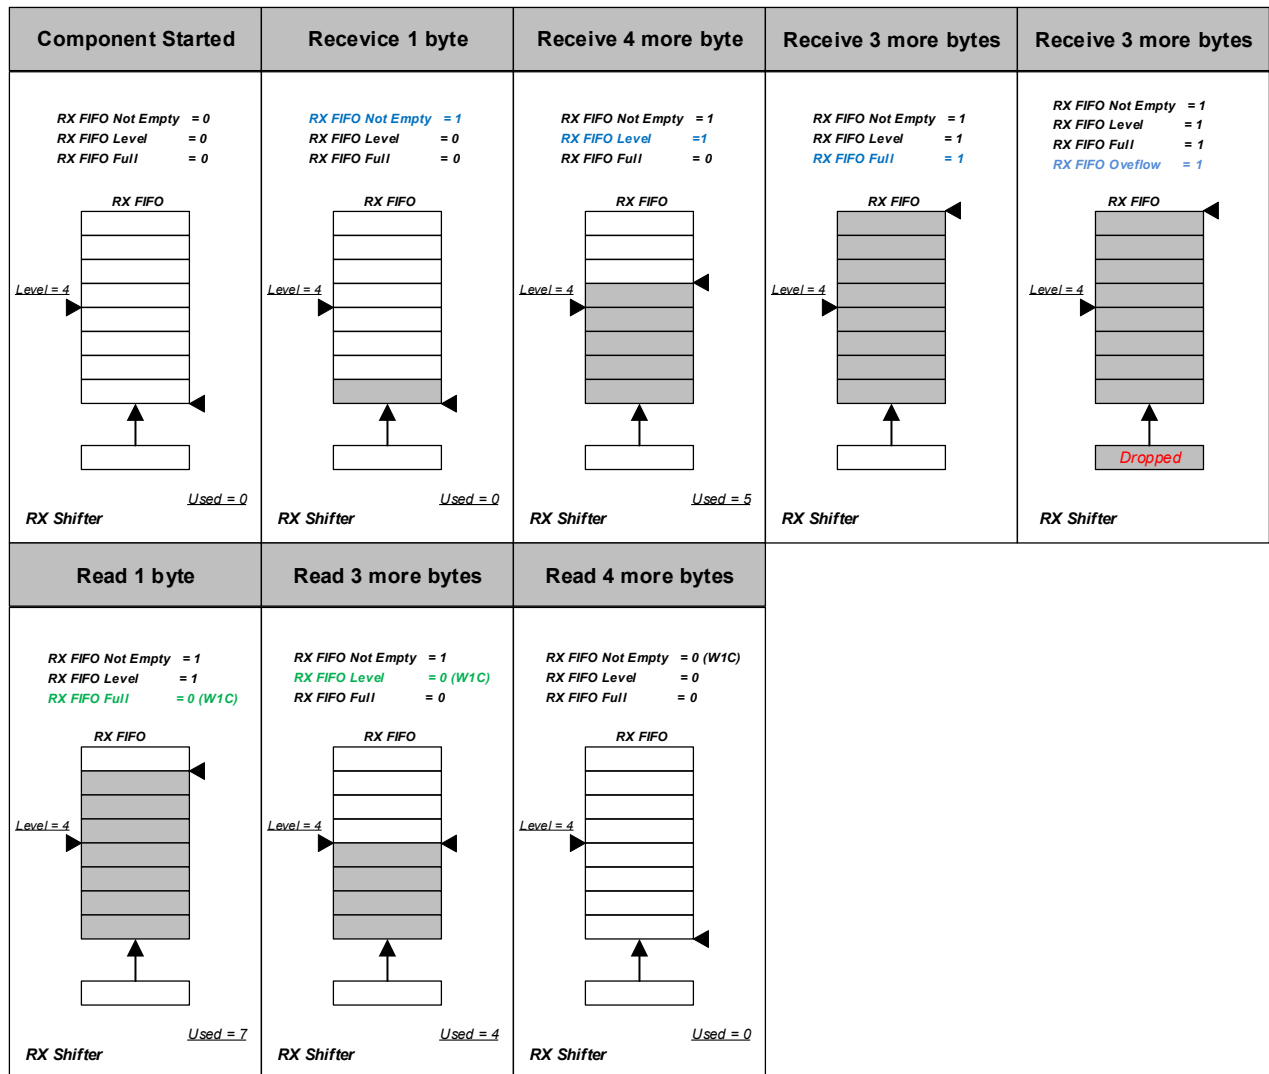 Component Started
RX FIFO Not Empty = 0
RX FIFO Level = 0
RX FIFO Full = 0
RX FIFO
Level = 4
Used = 0
RX Shifter
Recevice 1 byte
RX FIFO Not Empty = 1
RX FIFO Level = 0
RX FIFO Full = 0
RX FIFO
Level = 4
Used = 0
RX Shifter
Receive 4 more byte
RX FIFO Not Empty = 1
RX FIFO Level =1
RX FIFO Full = 0
RX FIFO
Level = 4
Used = 5
RX Shifter
Receive 3 more bytes
RX FIFO Not Empty = 1
RX FIFO Level = 1
RX FIFO Full = 1
RX FIFO
Level = 4
RX Shifter
Receive 3 more bytes
RX FIFO Not Empty = 1
RX FIFO Level = 1
RX FIFO Full = 1
RX FIFO Oveflow = 1
RX FIFO
Level = 4
Dropped
RX Shifter
Read 1 byte
RX FIFO Not Empty = 1
RX FIFO Level = 1
RX FIFO Full = 0 (W1C)
RX FIFO
Level = 4
Used = 7
RX Shifter
Read 3 more bytes
RX FIFO Not Empty = 1
RX FIFO Level = 0 (W1C)
RX FIFO Full = 0
RX FIFO
Level = 4
Used = 4
RX Shifter
Read 4 more bytes
RX FIFO Not Empty = 0 (W1C)
RX FIFO Level = 0
RX FIFO Full = 0
RX FIFO
Level = 4
Used = 0
RX Shifter